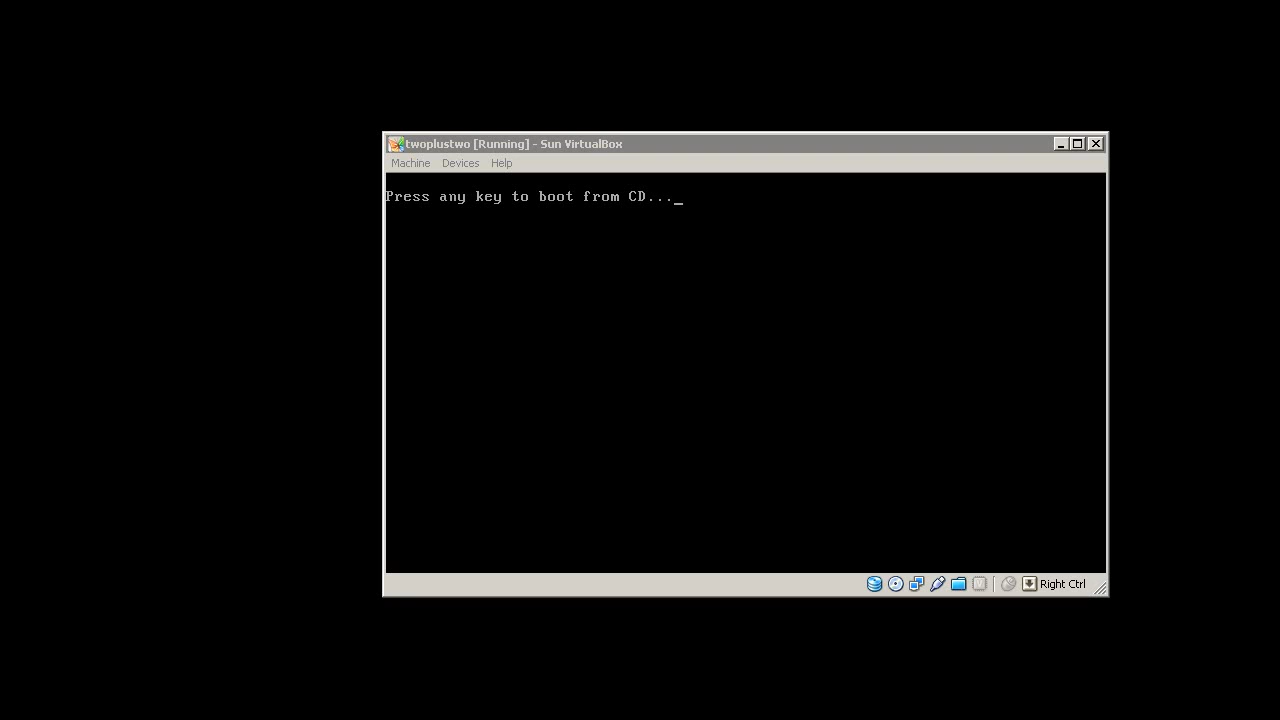 twoplustwo [Running] - Sun VirtualBox
Machine Devices Help
Press any key to boot from CD..._
Right Ctrl